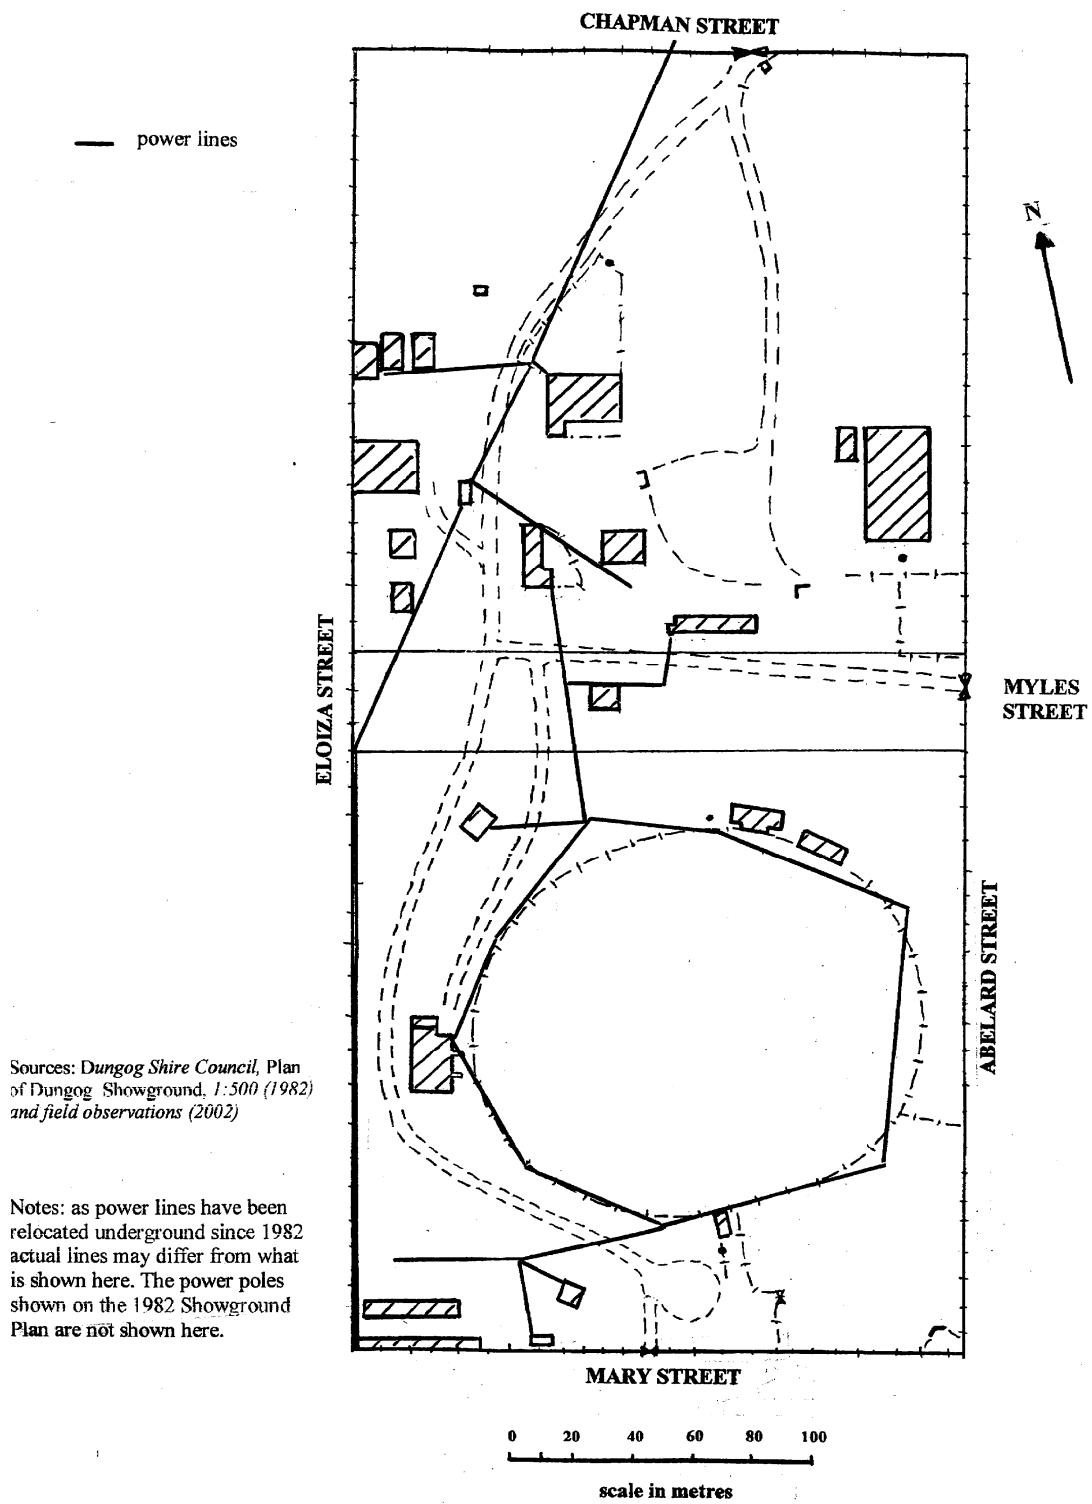 CHAPMAN STREET
power lines
N
ELOIZA STREET
MYLES
STREET
ABELARD STREET
Sources: Dungog Shire Council, Plan
of Dungog Showground, 1:500 (1982)
and field observations (2002)
Notes: as power lines have been
relocated underground since 1982
actual lines may differ from what
is shown here. The power poles
shown on the 1982 Showground
Plan are not shown here.
MARY STREET
0 20 40 60 80 100
scale in metres